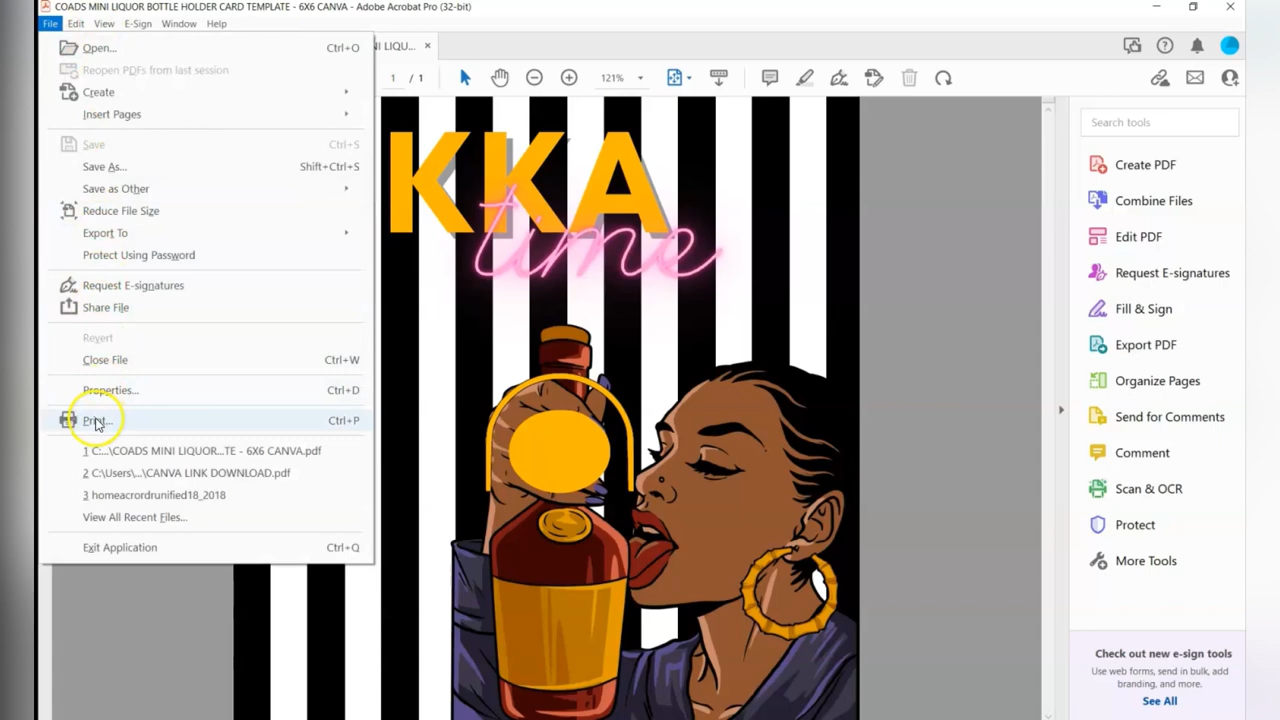 COADS MINI LIQUOR BOTTLE HOLDER CARD TEMPLATE - 6X6 CANVA - Adobe Acrobat Pro (32-bit)
File Edit View E-Sign Window Help
NI LIQU... ×
Open... Ctrl+O
Reopen PDFs from last session
Create
Insert Pages
Save Ctrl+S
Save As... Shift+Ctrl+S
Save as Other
Reduce File Size
Export To
Protect Using Password
Request E-signatures
Share File
Revert
Close File Ctrl+W
Properties... Ctrl+D
Print... Ctrl+P
1 C:...\COADS MINI LIQUOR...TE - 6X6 CANVA.pdf
2 C:\Users\...\CANVA LINK DOWNLOAD.pdf
3 homeacrordrunified18_2018
View All Recent Files...
Exit Application Ctrl+Q
1 / 1 121%
KKA
time
Search tools
Create PDF
Combine Files
Edit PDF
Request E-signatures
Fill & Sign
Export PDF
Organize Pages
Send for Comments
Comment
Scan & OCR
Protect
More Tools
Check out new e-sign tools
Use web forms, send in bulk, add
branding, and more.
See All